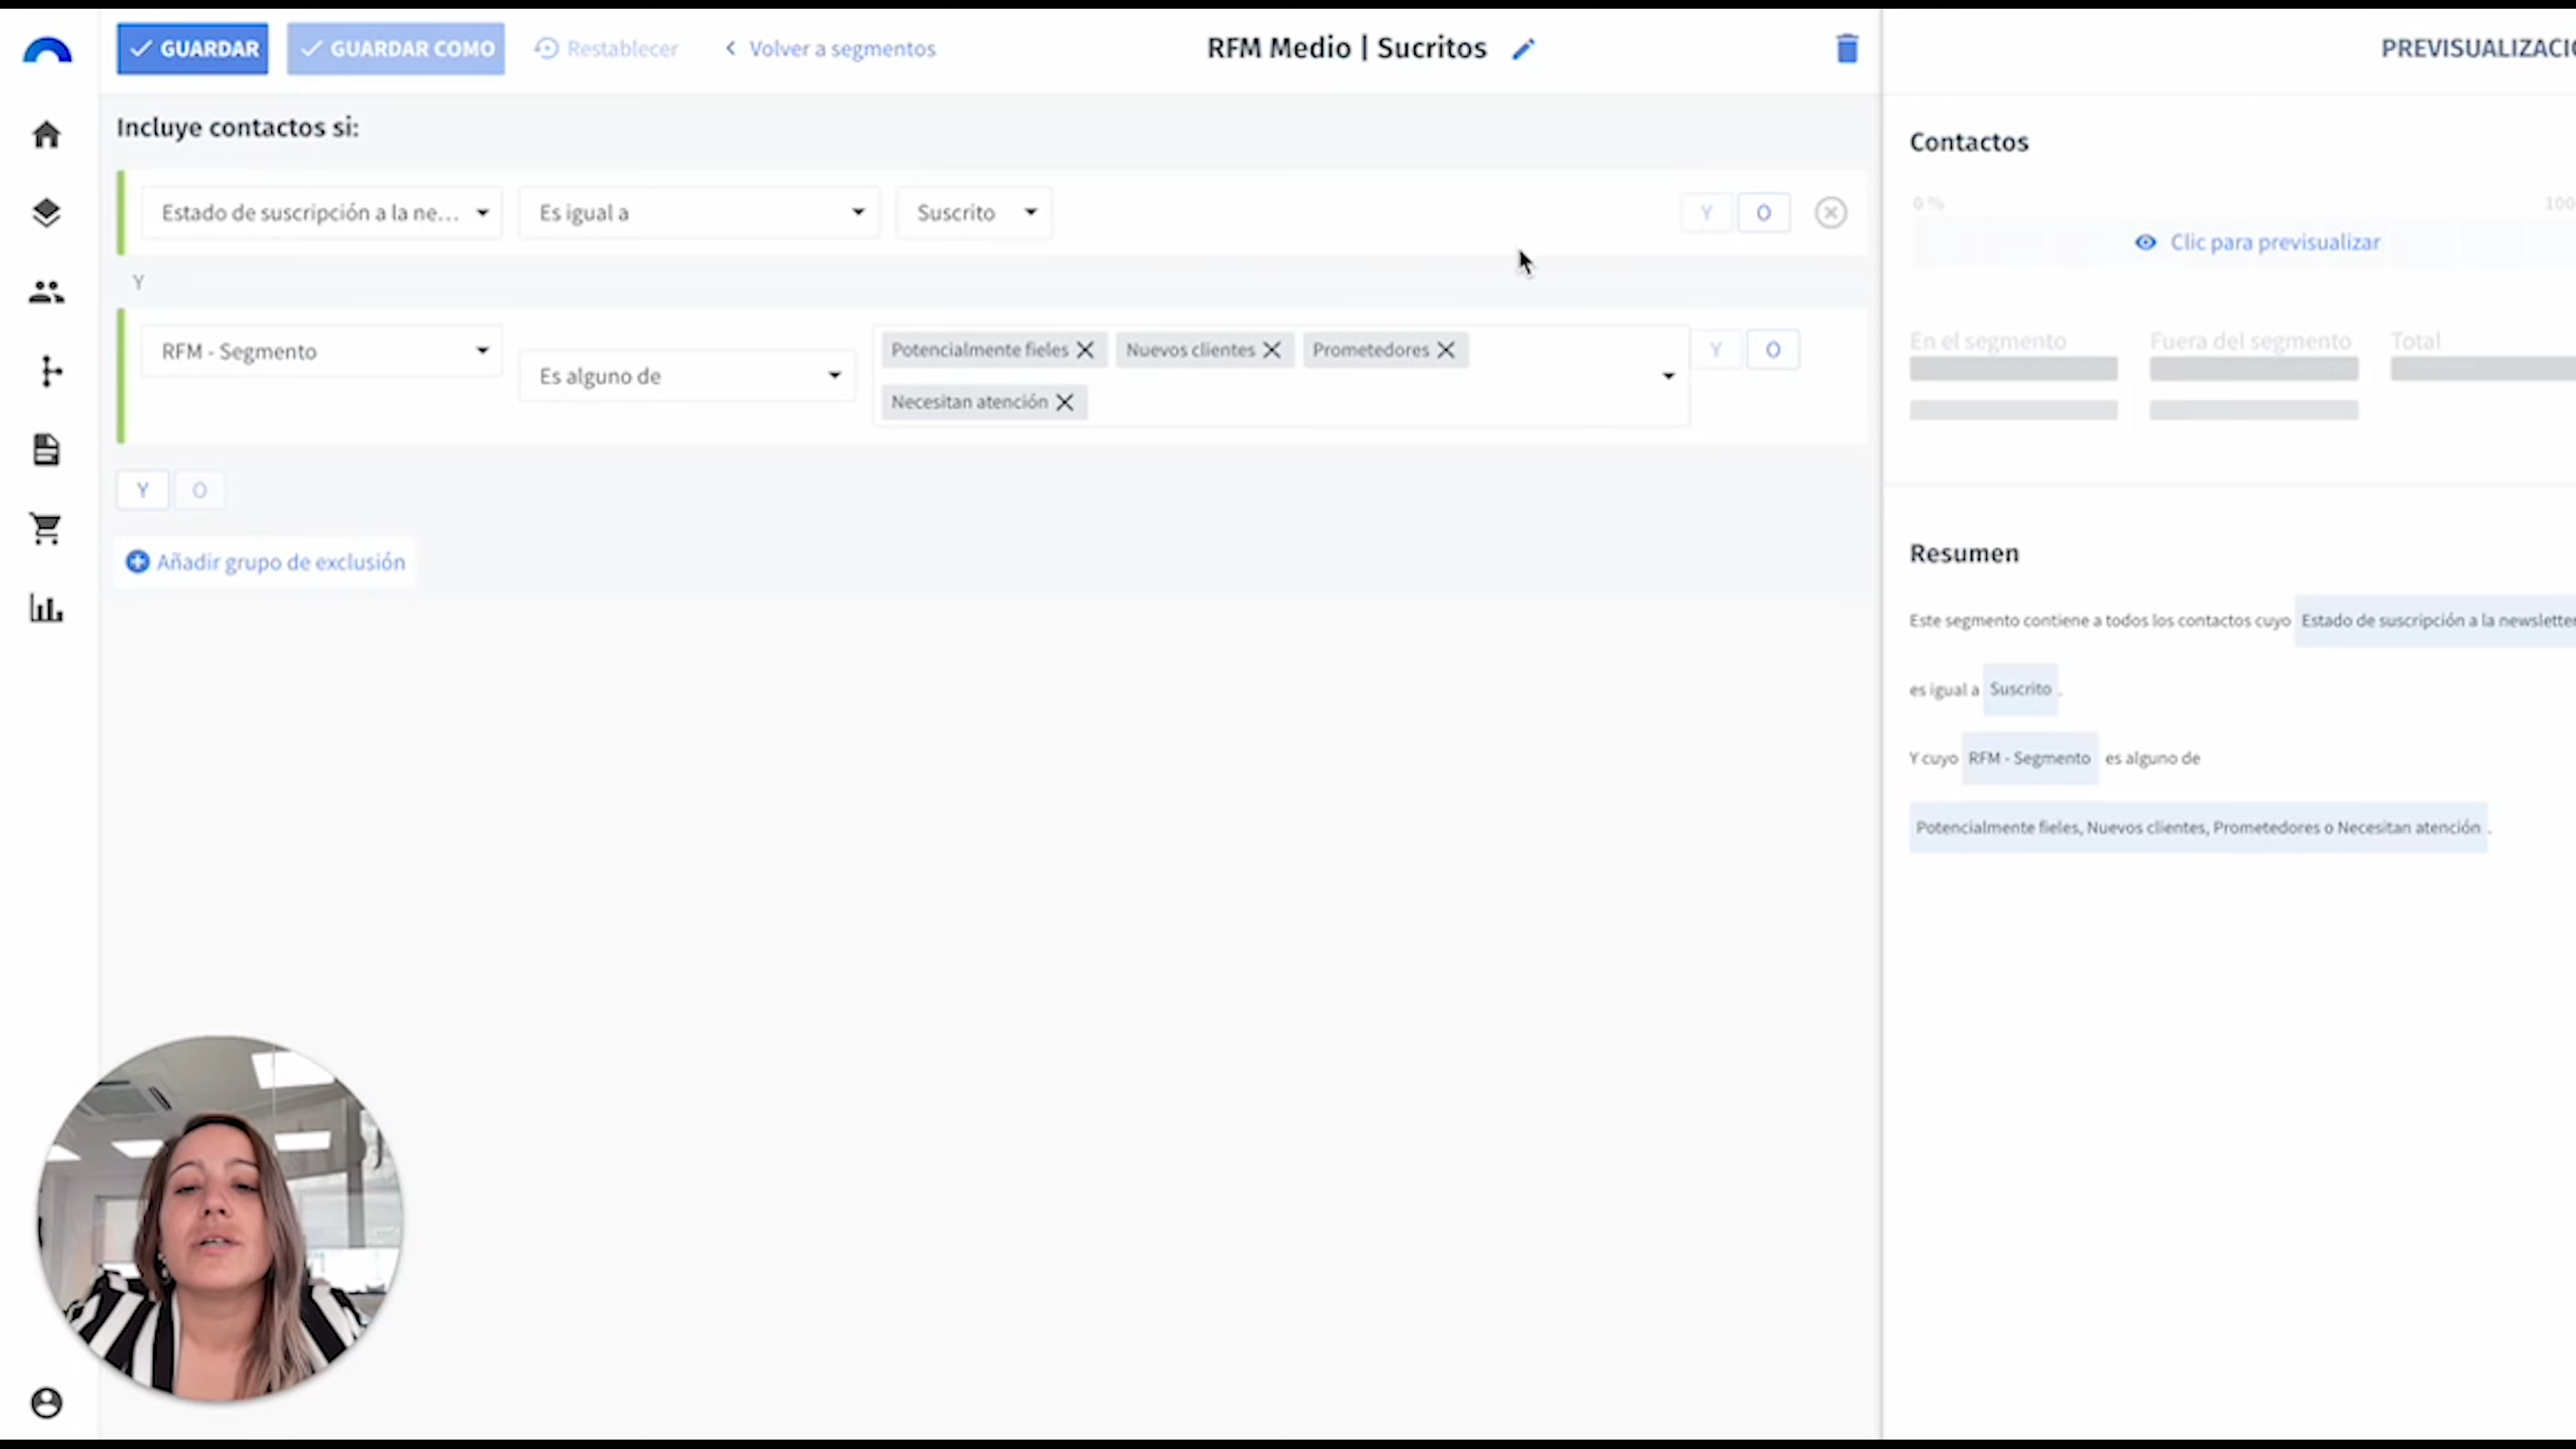 GUARDAR
GUARDAR COMO
Restablecer
Volver a segmentos
RFM Medio | Sucritos
Incluye contactos si:
Estado de suscripción a la ne...
Es igual a
Suscrito
Y O
Y
RFM - Segmento
Es alguno de
Potencialmente fieles
Nuevos clientes
Prometedores
Necesitan atención
Y O
Y O
Añadir grupo de exclusión
Contactos
0 %
100
Clic para previsualizar
En el segmento
Fuera del segmento
Total
Resumen
Este segmento contiene a todos los contactos cuyo Estado de suscripción a la newsletter
es igual a Suscrito .
Y cuyo RFM - Segmento es alguno de
Potencialmente fieles, Nuevos clientes, Prometedores o Necesitan atención .